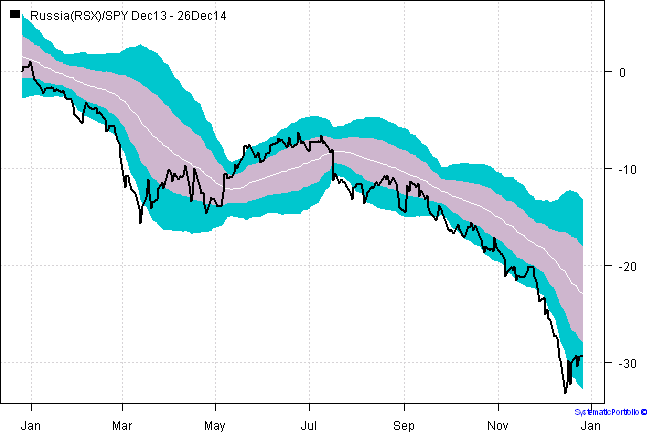 Russia(RSX)/SPY Dec13 - 26Dec14
0
-10
-20
-30
SystematicPortfolio ©
Jan Mar May Jul Sep Nov Jan